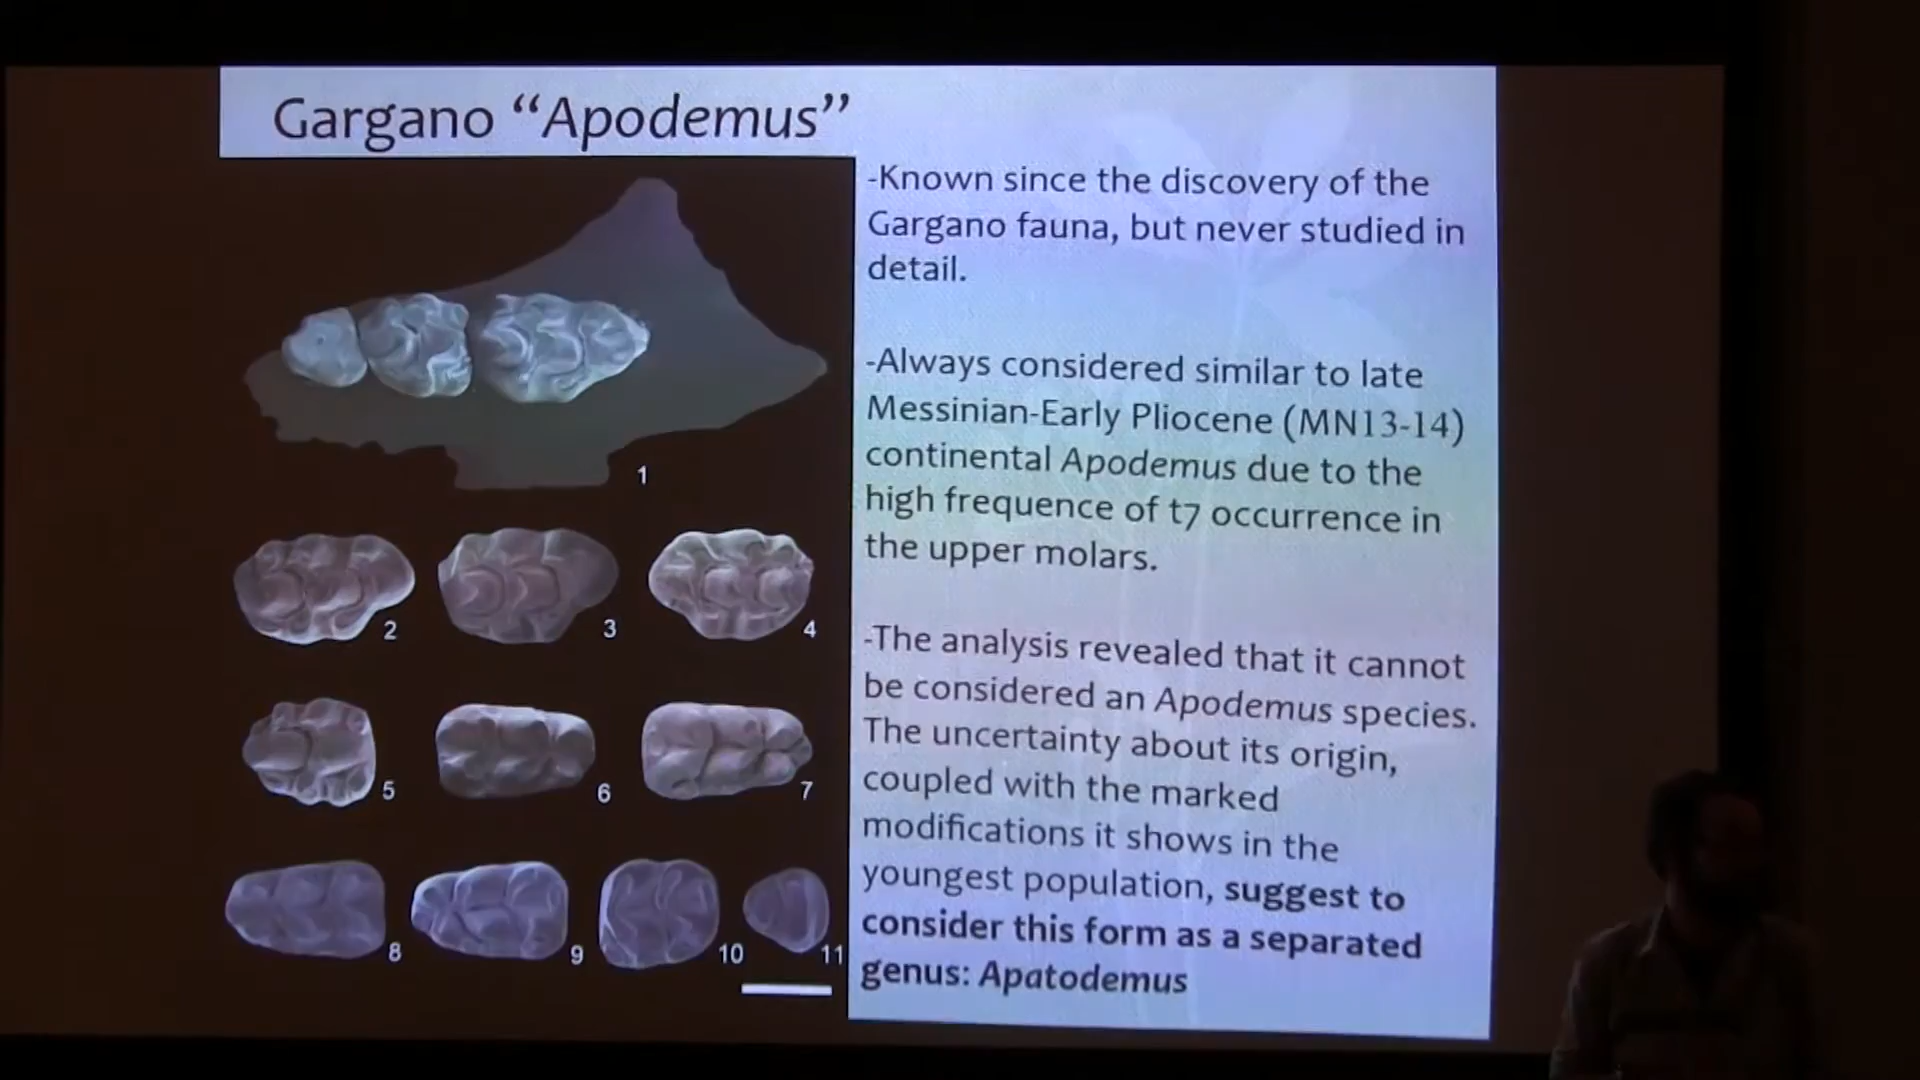 Gargano “Apodemus”
-Known since the discovery of the
Gargano fauna, but never studied in
detail.
-Always considered similar to late
Messinian-Early Pliocene (MN13-14)
continental Apodemus due to the
high frequence of t7 occurrence in
the upper molars.
-The analysis revealed that it cannot
be considered an Apodemus species.
The uncertainty about its origin,
coupled with the marked
modifications it shows in the
youngest population, suggest to
consider this form as a separated
genus: Apatodemus
1
2
3
4
5
6
7
8
9
10
11